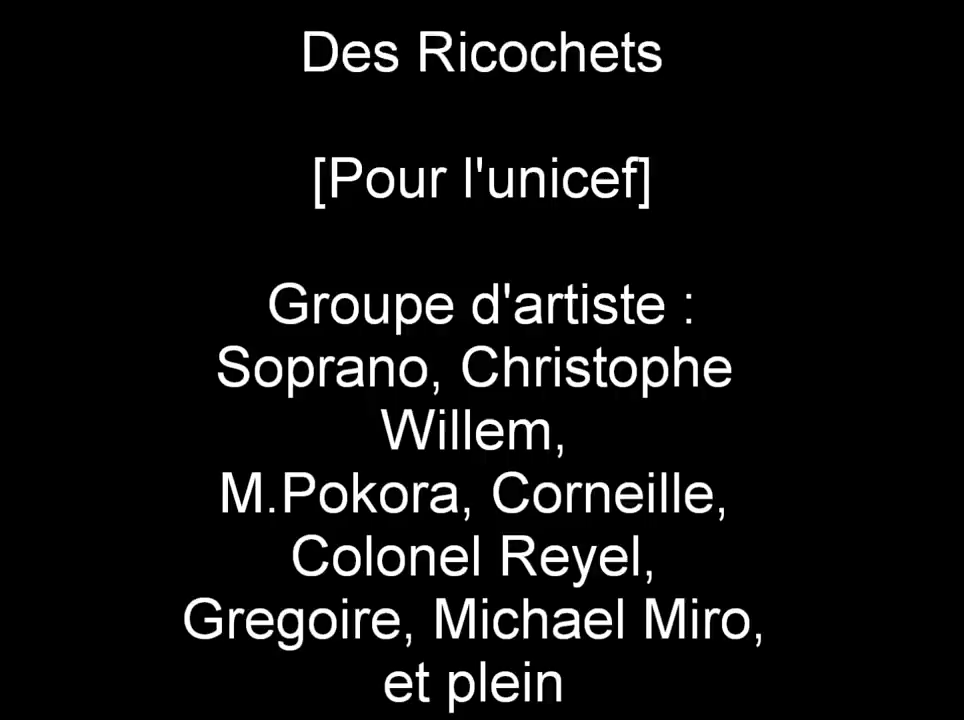 Des Ricochets
[Pour l'unicef]
Groupe d'artiste :
Soprano, Christophe
Willem,
M.Pokora, Corneille,
Colonel Reyel,
Gregoire, Michael Miro,
et plein